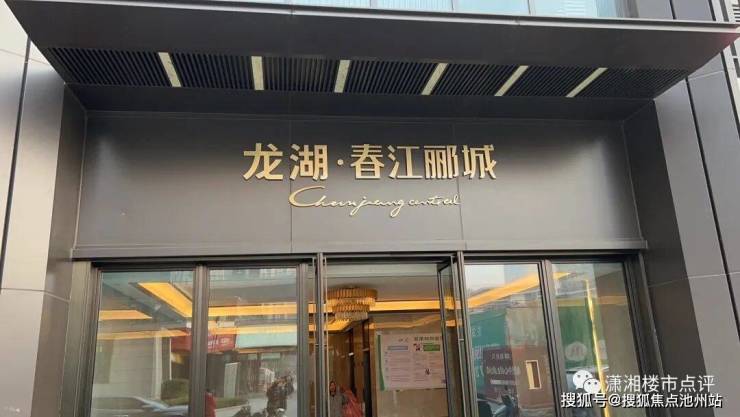 龙湖·春江郦城
Chunjiang central
潇湘楼市点评
搜狐号@搜狐焦点池州站